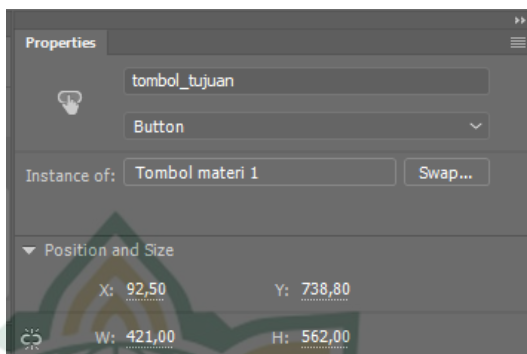 Properties
tombol_tujuan
Button
Instance of: Tombol materi 1 Swap...
Position and Size
X: 92,50 Y: 738,80
W: 421,00 H: 562,00